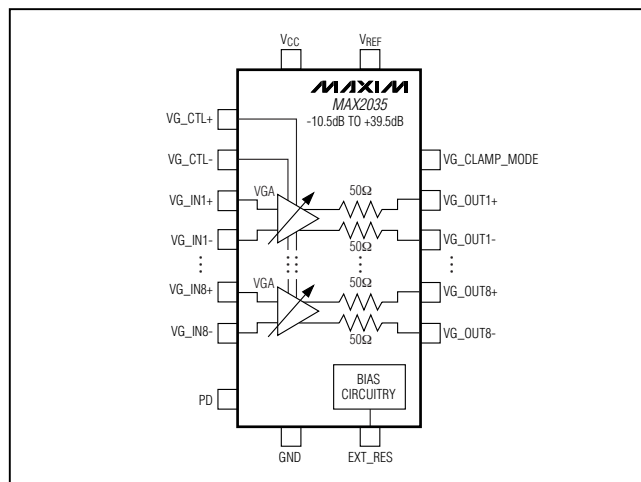 VCC
VREF
MAXIM
MAX2035
-10.5dB TO +39.5dB
VG_CTL+
VG_CTL-
VG_CLAMP_MODE
VG_IN1+
VGA
50Ω
VG_OUT1+
VG_IN1-
50Ω
VG_OUT1-
VG_IN8+
VGA
50Ω
VG_OUT8+
VG_IN8-
50Ω
VG_OUT8-
BIAS
CIRCUITRY
PD
GND
EXT_RES